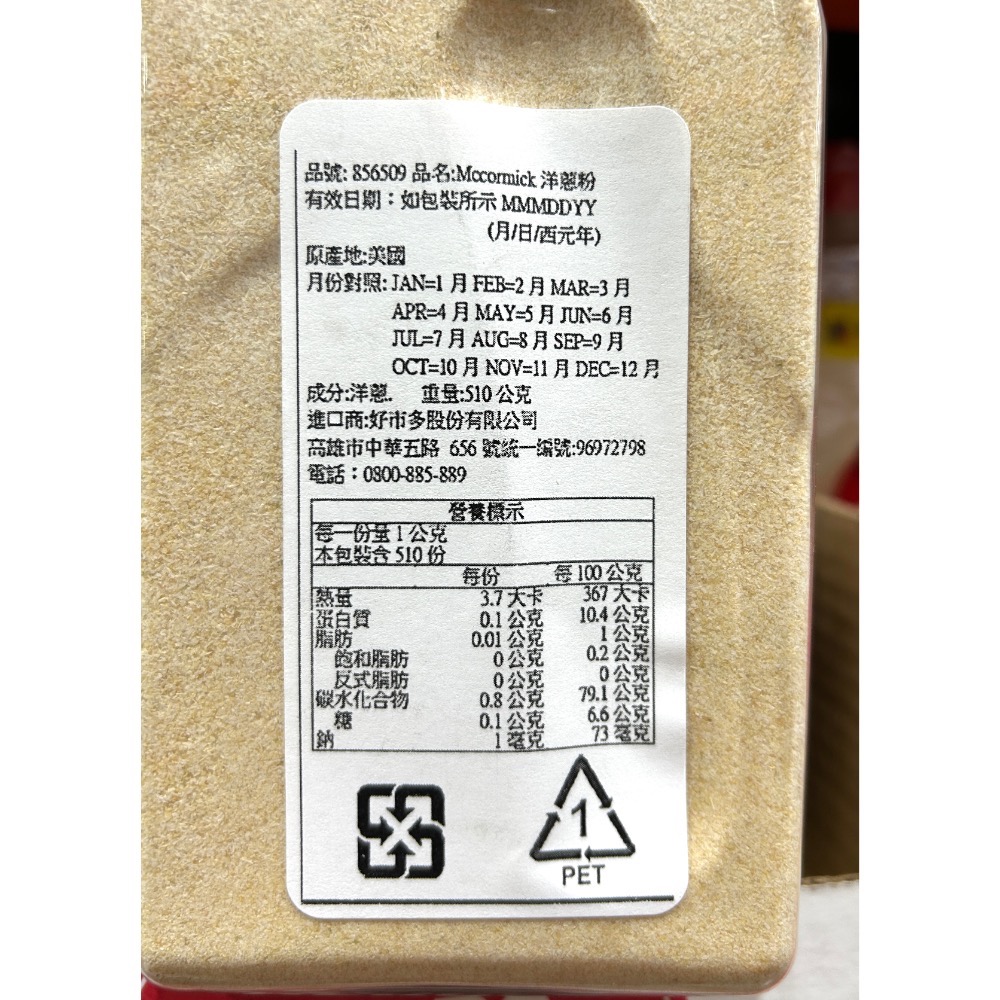 品號: 856509 品名:Mccormick 洋蔥粉
有效日期：如包裝所示 MMMDDYY
(月/日/西元年)
原產地:美國
月份對照: JAN=1 月 FEB=2 月 MAR=3 月
APR=4 月 MAY=5 月 JUN=6 月
JUL=7 月 AUG=8 月 SEP=9 月
OCT=10 月 NOV=11 月 DEC=12 月
成分:洋蔥. 重量:510 公克
進口商:好市多股份有限公司
高雄市中華五路 656 號統一編號:96972798
電話：0800-885-889
營養標示
每一份量 1 公克
本包裝含 510 份
每份 每 100 公克
熱量 3.7 大卡 367 大卡
蛋白質 0.1 公克 10.4 公克
脂肪 0.01 公克 1 公克
飽和脂肪 0 公克 0.2 公克
反式脂肪 0 公克 0 公克
碳水化合物 0.8 公克 79.1 公克
糖 0.1 公克 6.6 公克
鈉 1 毫克 73 毫克
1
PET